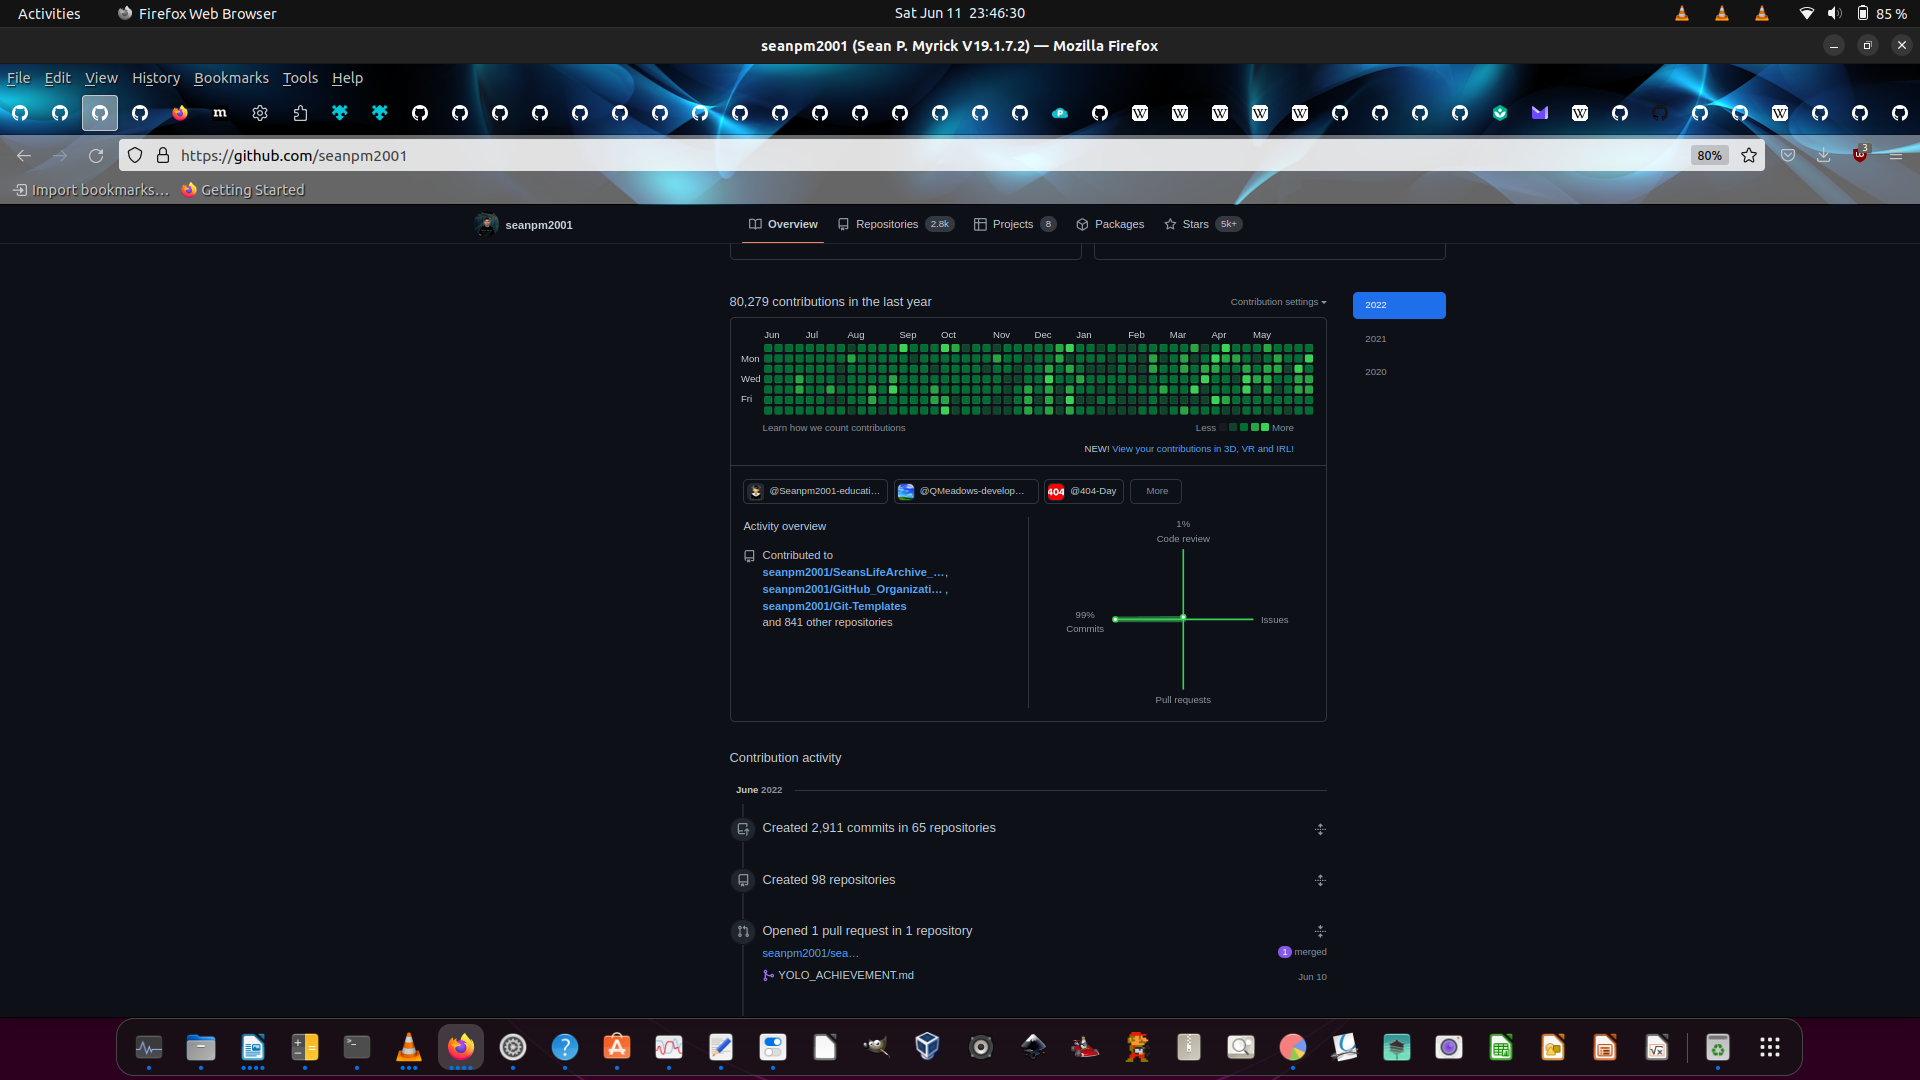 Activities
Firefox Web Browser
Sat Jun 11 23:46:30
85 %
seanpm2001 (Sean P. Myrick V19.1.7.2) — Mozilla Firefox
File Edit View History Bookmarks Tools Help
https://github.com/seanpm2001
80%
3
Import bookmarks… Getting Started
seanpm2001
Overview
Repositories 2.8k
Projects 8
Packages
Stars 5k+
80,279 contributions in the last year
Contribution settings
2022
2021
2020
Jun Jul Aug Sep Oct Nov Dec Jan Feb Mar Apr May
Mon
Wed
Fri
Learn how we count contributions
Less More
NEW! View your contributions in 3D, VR and IRL!
@Seanpm2001-educati…
@QMeadows-develop…
404 @404-Day
More
Activity overview
Contributed to
seanpm2001/SeansLifeArchive_…,
seanpm2001/GitHub_Organizati… ,
seanpm2001/Git-Templates
and 841 other repositories
1%
Code review
99%
Commits
Issues
Pull requests
Contribution activity
June 2022
Created 2,911 commits in 65 repositories
Created 98 repositories
Opened 1 pull request in 1 repository
seanpm2001/sea…
1 merged
YOLO_ACHIEVEMENT.md
Jun 10